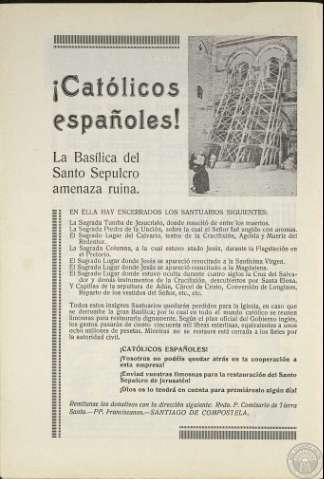 ¡Católicos
españoles!
La Basílica del
Santo Sepulcro
amenaza ruina.
EN ELLA HAY ENCERRADOS LOS SANTUARIOS SIGUIENTES:
La Sagrada Tumba de Jesucristo, donde resucitó de entre los muertos.
La Sagrada Piedra de la Unción, sobre la cual el Señor fué ungido con aromas.
El Sagrado Lugar del Calvario, teatro de la Crucifixión, Agonía y Muerte del
Redentor.
La Sagrada Columna, a la cual estuvo atado Jesús, durante la Flagelación en
el Pretorio.
El Sagrado Lugar donde Jesús se apareció resucitado a la Santísima Virgen.
El Sagrado Lugar donde Jesús se apareció resucitado a la Magdalena.
El Sagrado Lugar donde estuvo oculta durante cuatro siglos la Cruz del Salva-
dor y demás instrumentos de la Crucifixión, descubiertos por Santa Elena.
Y Capillas de la sepultura de Adán, Cárcel de Cristo, Conversión de Longinos,
Reparto de los vestidos del Señor, etc., etc.
Todos estos insignes Santuarios quedarán perdidos para la Iglesia, en caso que
se derrumbe la gran Basílica; por lo cual en todo el mundo católico se reunen
limosnas para restaurarla dignamente. Según el plan oficial del Gobierno inglés,
los gastos pasarán de ciento cincuenta mil libras esterlinas, equivalentes a unos
ocho millones de pesetas. Mientras no se restaure está cerrada a los fieles por
la autoridad civil.
¡CATÓLICOS ESPAÑOLES!
¡Vosotros no podéis quedar atrás en la cooperación a
esta empresa!
¡Enviad vuestras limosnas para la restauración del Santo
Sepulcro de Jerusalén!
¡Dios os lo tendrá en cuenta para premiároslo algún día!
Remítanse los donativos con la dirección siguiente: Rvdo. P. Comisario de Tierra
Santa.—PP. Franciscanos.—SANTIAGO DE COMPOSTELA.